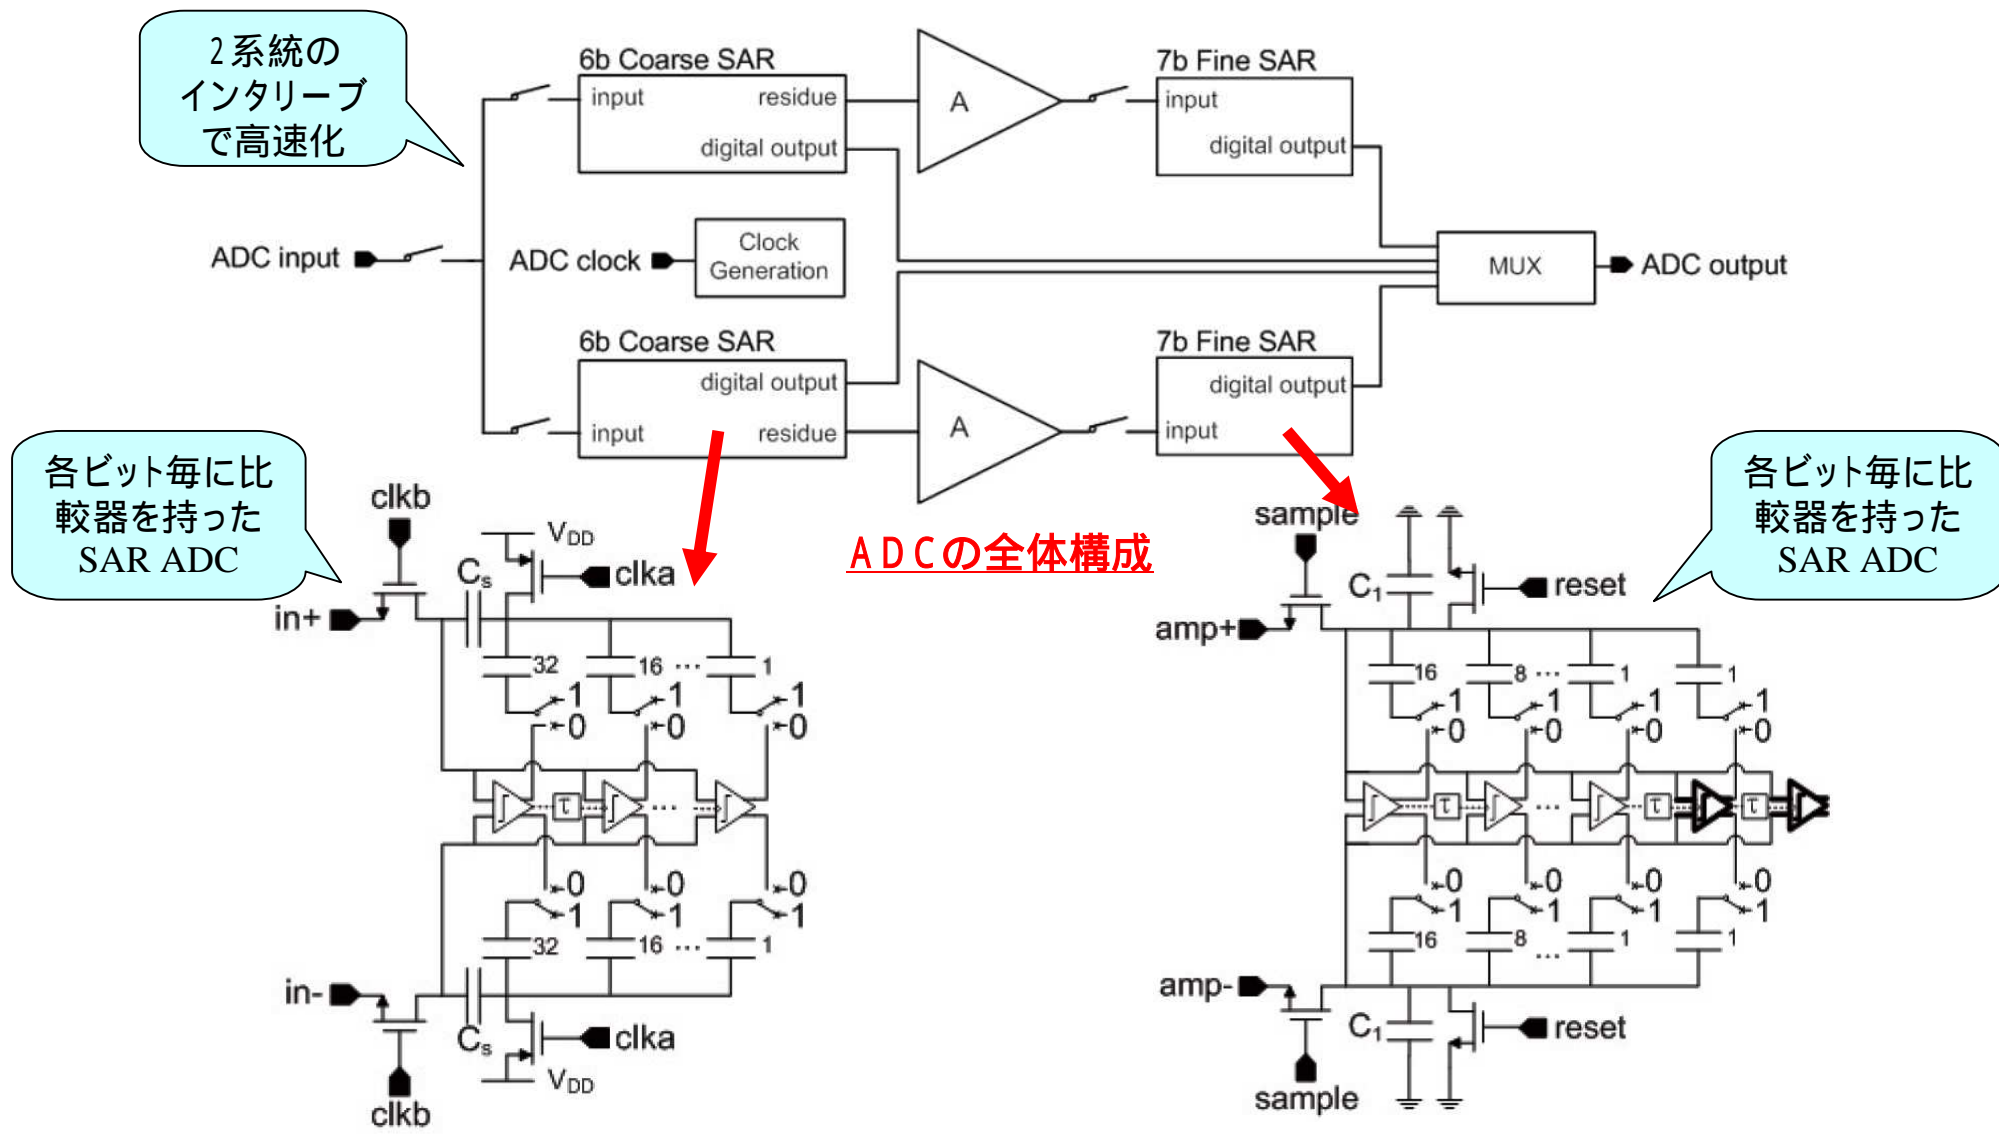 2系統の
インタリーブ
で高速化
6b Coarse SAR
input
residue
digital output
A
7b Fine SAR
input
digital output
ADC input
ADC clock
Clock
Generation
MUX
ADC output
6b Coarse SAR
digital output
input
residue
A
7b Fine SAR
digital output
input
各ビット毎に比
較器を持った
SAR ADC
各ビット毎に比
較器を持った
SAR ADC
ADCの全体構成
clkb
VDD
Cs
clka
in+
32
16
...
1
1
1
1
0
0
0
τ
...
0
0
0
1
1
1
32
16
...
1
in-
Cs
clka
VDD
clkb
sample
C1
reset
amp+
16
8
...
1
1
1
1
1
1
0
0
0
0
τ
...
τ
τ
0
0
0
0
1
1
1
1
16
8
...
1
1
amp-
C1
reset
sample